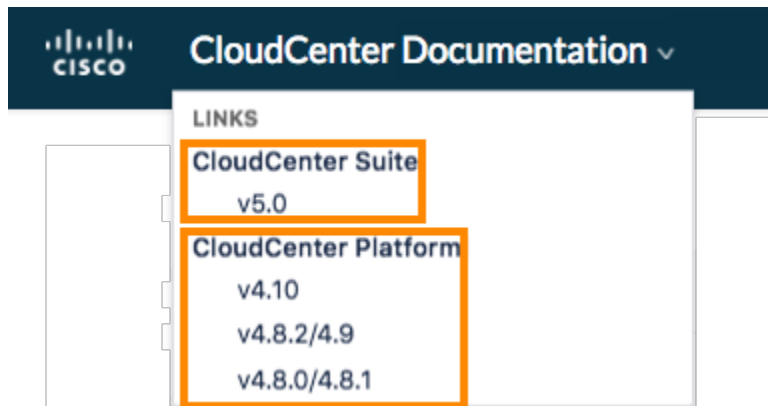 CISCO
CloudCenter Documentation
LINKS
CloudCenter Suite
v5.0
CloudCenter Platform
v4.10
v4.8.2/4.9
v4.8.0/4.8.1